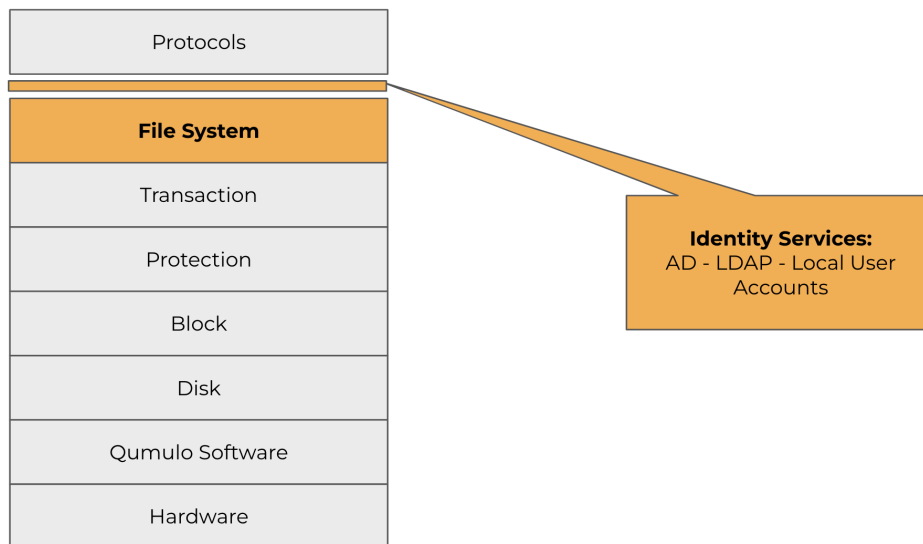 Protocols
File System
Transaction
Protection
Block
Disk
Qumulo Software
Hardware
Identity Services:
AD - LDAP - Local User
Accounts